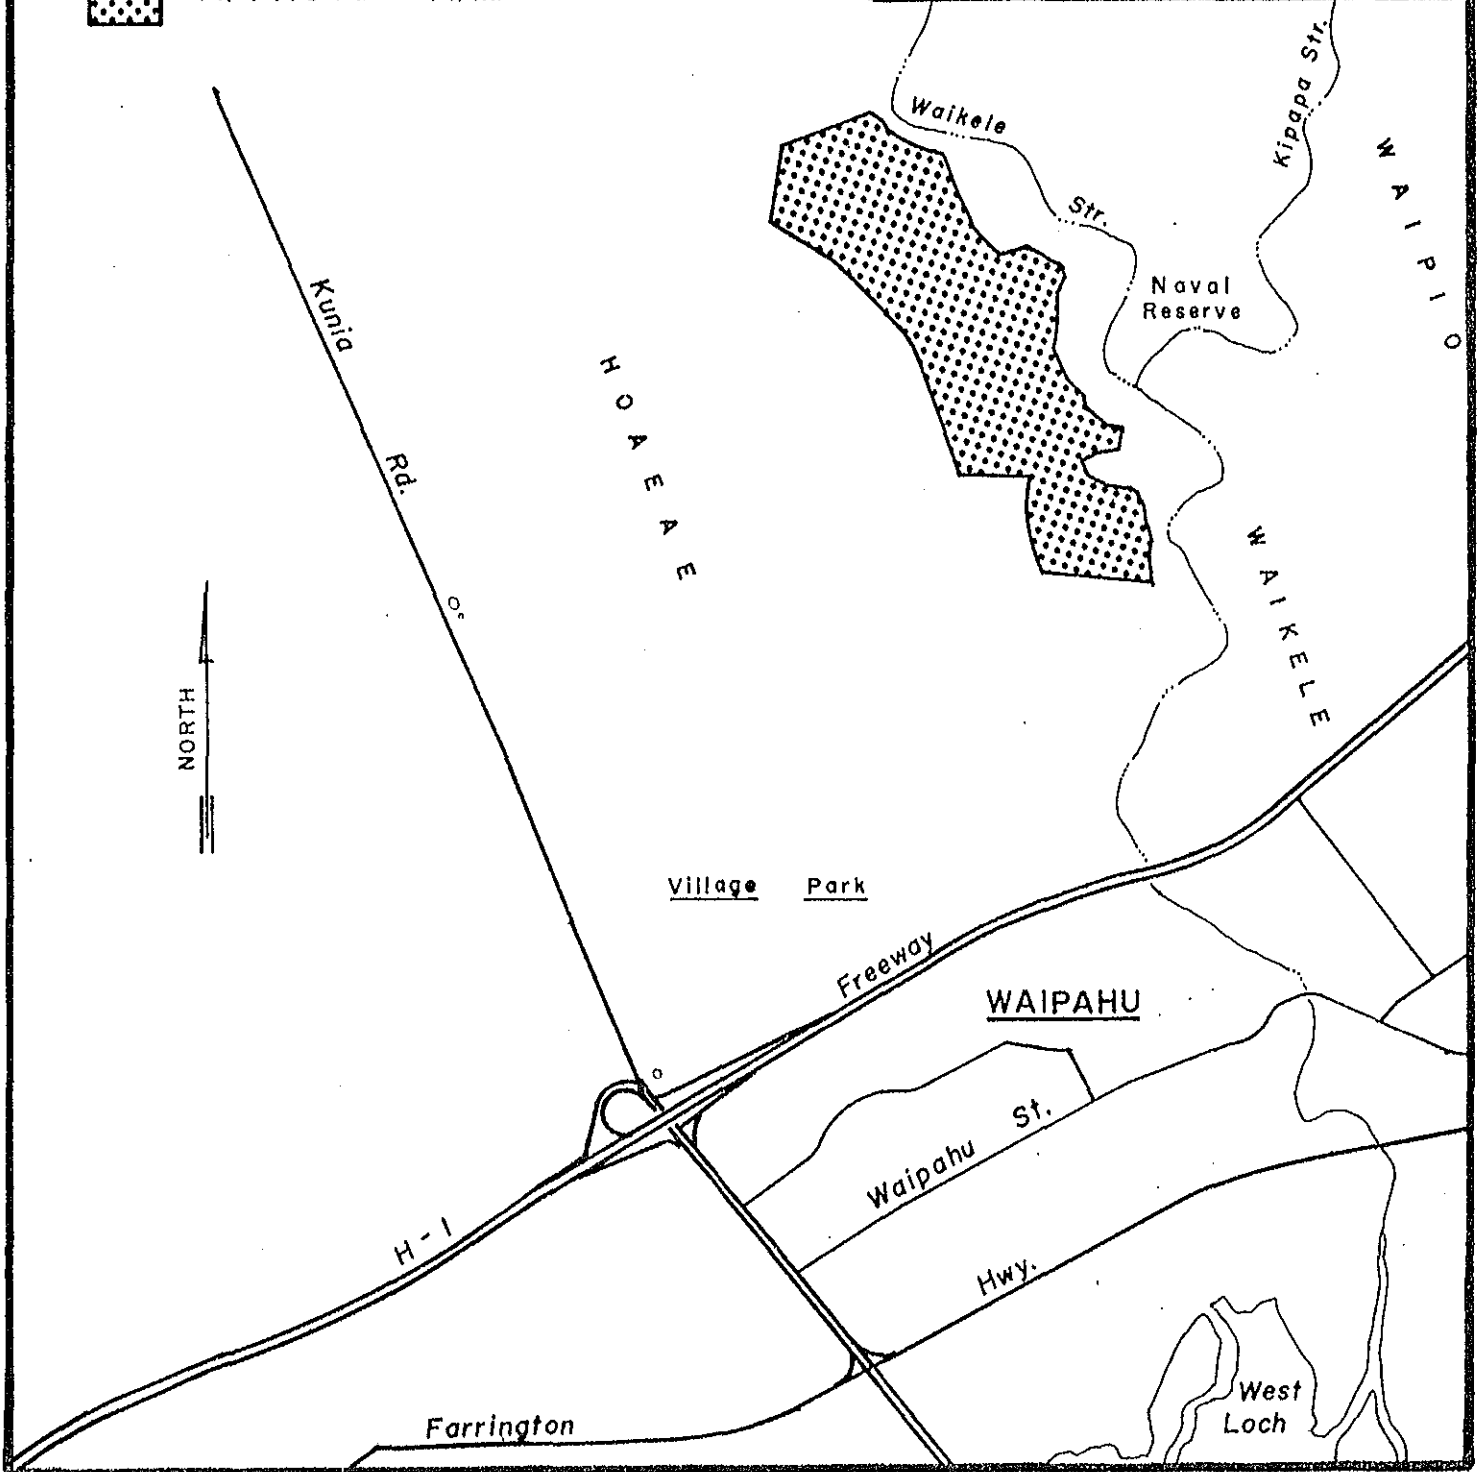 Waikele
Str.
Kipapa Str.
WAIPIO
Naval
Reserve
Kunia
Rd.
HOAEAE
WAIKELE
NORTH
Village Park
Freeway
WAIPAHU
Waipahu St.
H-1
Hwy.
Farrington
West
Loch